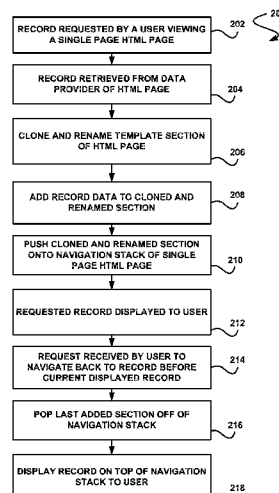 RECORD REQUESTED BY A USER VIEWING
A SINGLE PAGE HTML PAGE
202
RECORD RETRIEVED FROM DATA
PROVIDER OF HTML PAGE
204
CLONE AND RENAME TEMPLATE SECTION
OF HTML PAGE
206
ADD RECORD DATA TO CLONED AND
RENAMED SECTION
208
PUSH CLONED AND RENAMED SECTION
ONTO NAVIGATION STACK OF SINGLE
PAGE HTML PAGE
210
REQUESTED RECORD DISPLAYED TO USER
212
REQUEST RECEIVED BY USER TO
NAVIGATE BACK TO RECORD BEFORE
CURRENT DISPLAYED RECORD
214
POP LAST ADDED SECTION OFF OF
NAVIGATION STACK
216
DISPLAY RECORD ON TOP OF NAVIGATION
STACK TO USER
218